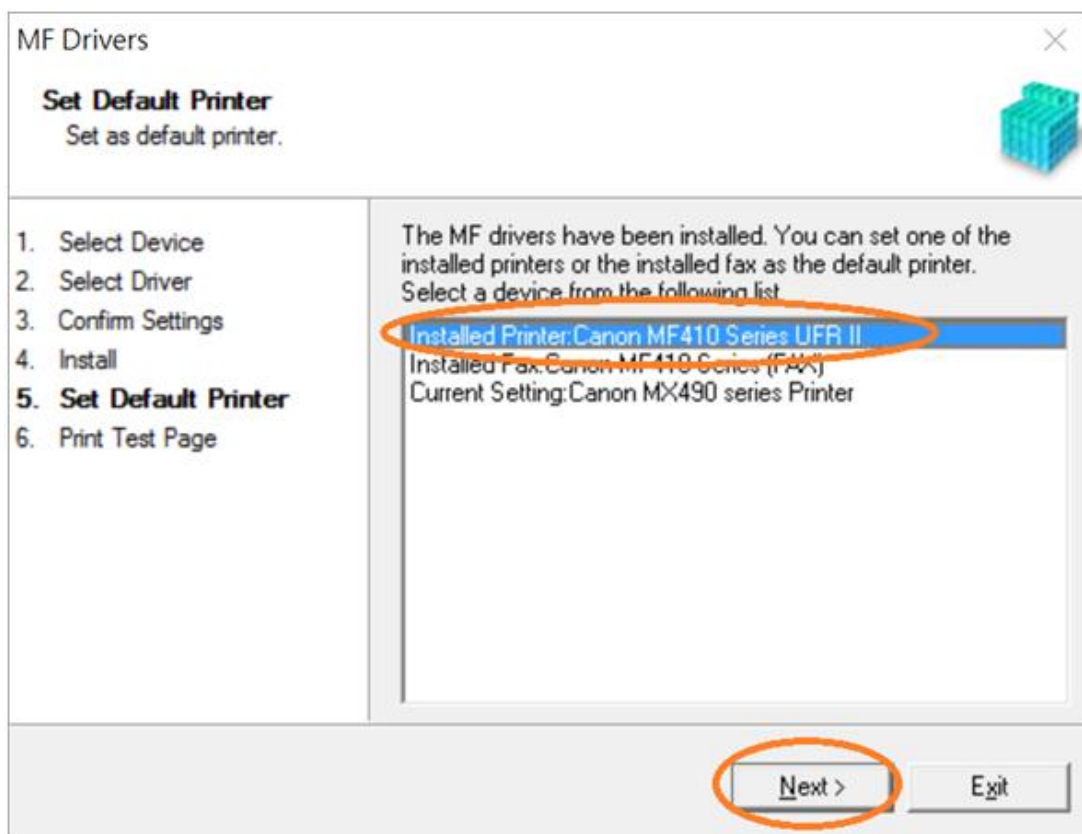 MF Drivers
Set Default Printer
Set as default printer.
1. Select Device
2. Select Driver
3. Confirm Settings
4. Install
5. Set Default Printer
6. Print Test Page
The MF drivers have been installed. You can set one of the
installed printers or the installed fax as the default printer.
Select a device from the following list.
Installed Printer:Canon MF410 Series UFR II
Installed Fax:Canon MF410 Series (FAX)
Current Setting:Canon MX490 series Printer
Next >
Exit